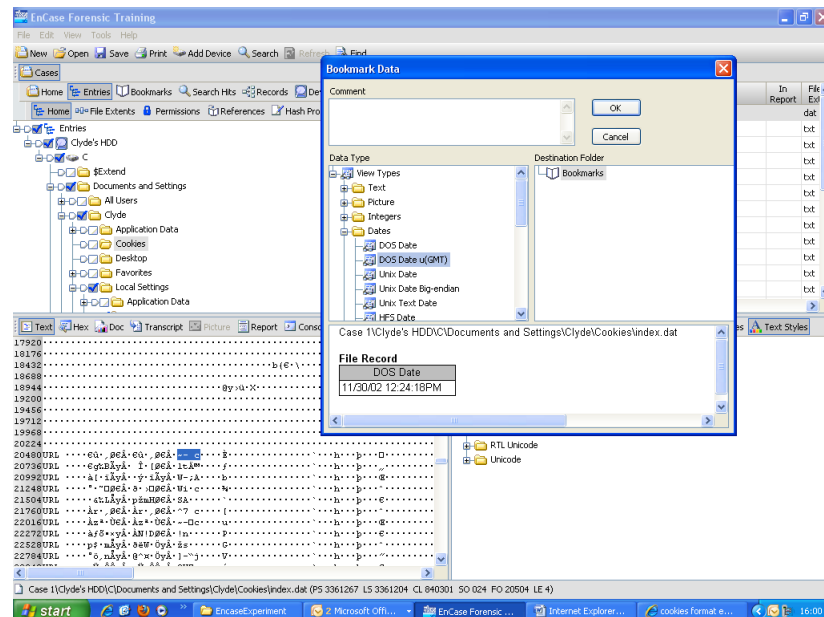 EnCase Forensic Training
File Edit View Tools Help
New Open Save Print Add Device Search Refresh Find
Cases
Home Entries Bookmarks Search Hits Records
Home File Extents Permissions References
In Report
dat
txt
txt
txt
txt
txt
txt
txt
txt
txt
txt
txt
Entries
Clyde's HDD
C
$Extend
Documents and Settings
All Users
Clyde
Application Data
Cookies
Desktop
Favorites
Local Settings
Application Data
Bookmark Data
Comment
OK
Cancel
Data Type
Destination Folder
View Types
Text
Picture
Integers
Dates
DOS Date
DOS Date u(GMT)
Unix Date
Unix Date Big-endian
Unix Text Date
HFS Date
Bookmarks
Case 1\Clyde's HDD\C\Documents and Settings\Clyde\Cookies\index.dat
File Record
DOS Date
11/30/02 12:24:18PM
Text Hex Doc Transcript Picture Report
Text Styles
17920
18176
18432
18688
18944
19200
19456
19712
19968
20224
20480URL
20736URL
20992URL
21248URL
21504URL
21760URL
22016URL
22272URL
22528URL
22784URL
RTL Unicode
Unicode
Case 1\Clyde's HDD\C\Documents and Settings\Clyde\Cookies\index.dat (PS 3361267 LS 3361204 CL 840301 SO 024 FO 20504 LE 4)
start EncaseExperiment 2 Microsoft Offi... EnCase Forensic ... Internet Explorer... cookies format e... 16:00